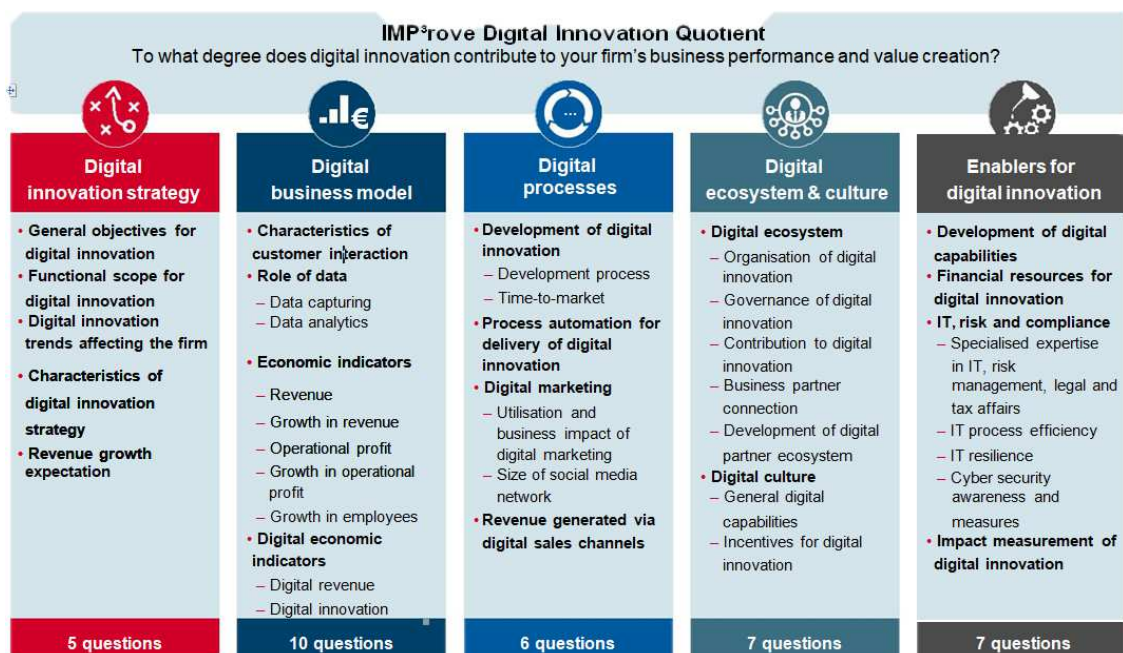 IMP³rove Digital Innovation Quotient
To what degree does digital innovation contribute to your firm's business performance and value creation?
Digital
innovation strategy
• General objectives for
digital innovation
• Functional scope for
digital innovation
• Digital innovation
trends affecting the firm
• Characteristics of
digital innovation
strategy
• Revenue growth
expectation
5 questions
Digital
business model
• Characteristics of
customer interaction
• Role of data
– Data capturing
– Data analytics
• Economic indicators
– Revenue
– Growth in revenue
– Operational profit
– Growth in operational
profit
– Growth in employees
• Digital economic
indicators
– Digital revenue
– Digital innovation
10 questions
Digital
processes
• Development of digital
innovation
– Development process
– Time-to-market
• Process automation for
delivery of digital
innovation
• Digital marketing
– Utilisation and
business impact of
digital marketing
– Size of social media
network
• Revenue generated via
digital sales channels
6 questions
Digital
ecosystem & culture
• Digital ecosystem
– Organisation of digital
innovation
– Governance of digital
innovation
– Contribution to digital
innovation
– Business partner
connection
– Development of digital
partner ecosystem
• Digital culture
– General digital
capabilities
– Incentives for digital
innovation
7 questions
Enablers for
digital innovation
• Development of digital
capabilities
• Financial resources for
digital innovation
• IT, risk and compliance
– Specialised expertise
in IT, risk
management, legal and
tax affairs
– IT process efficiency
– IT resilience
– Cyber security
awareness and
measures
• Impact measurement of
digital innovation
7 questions